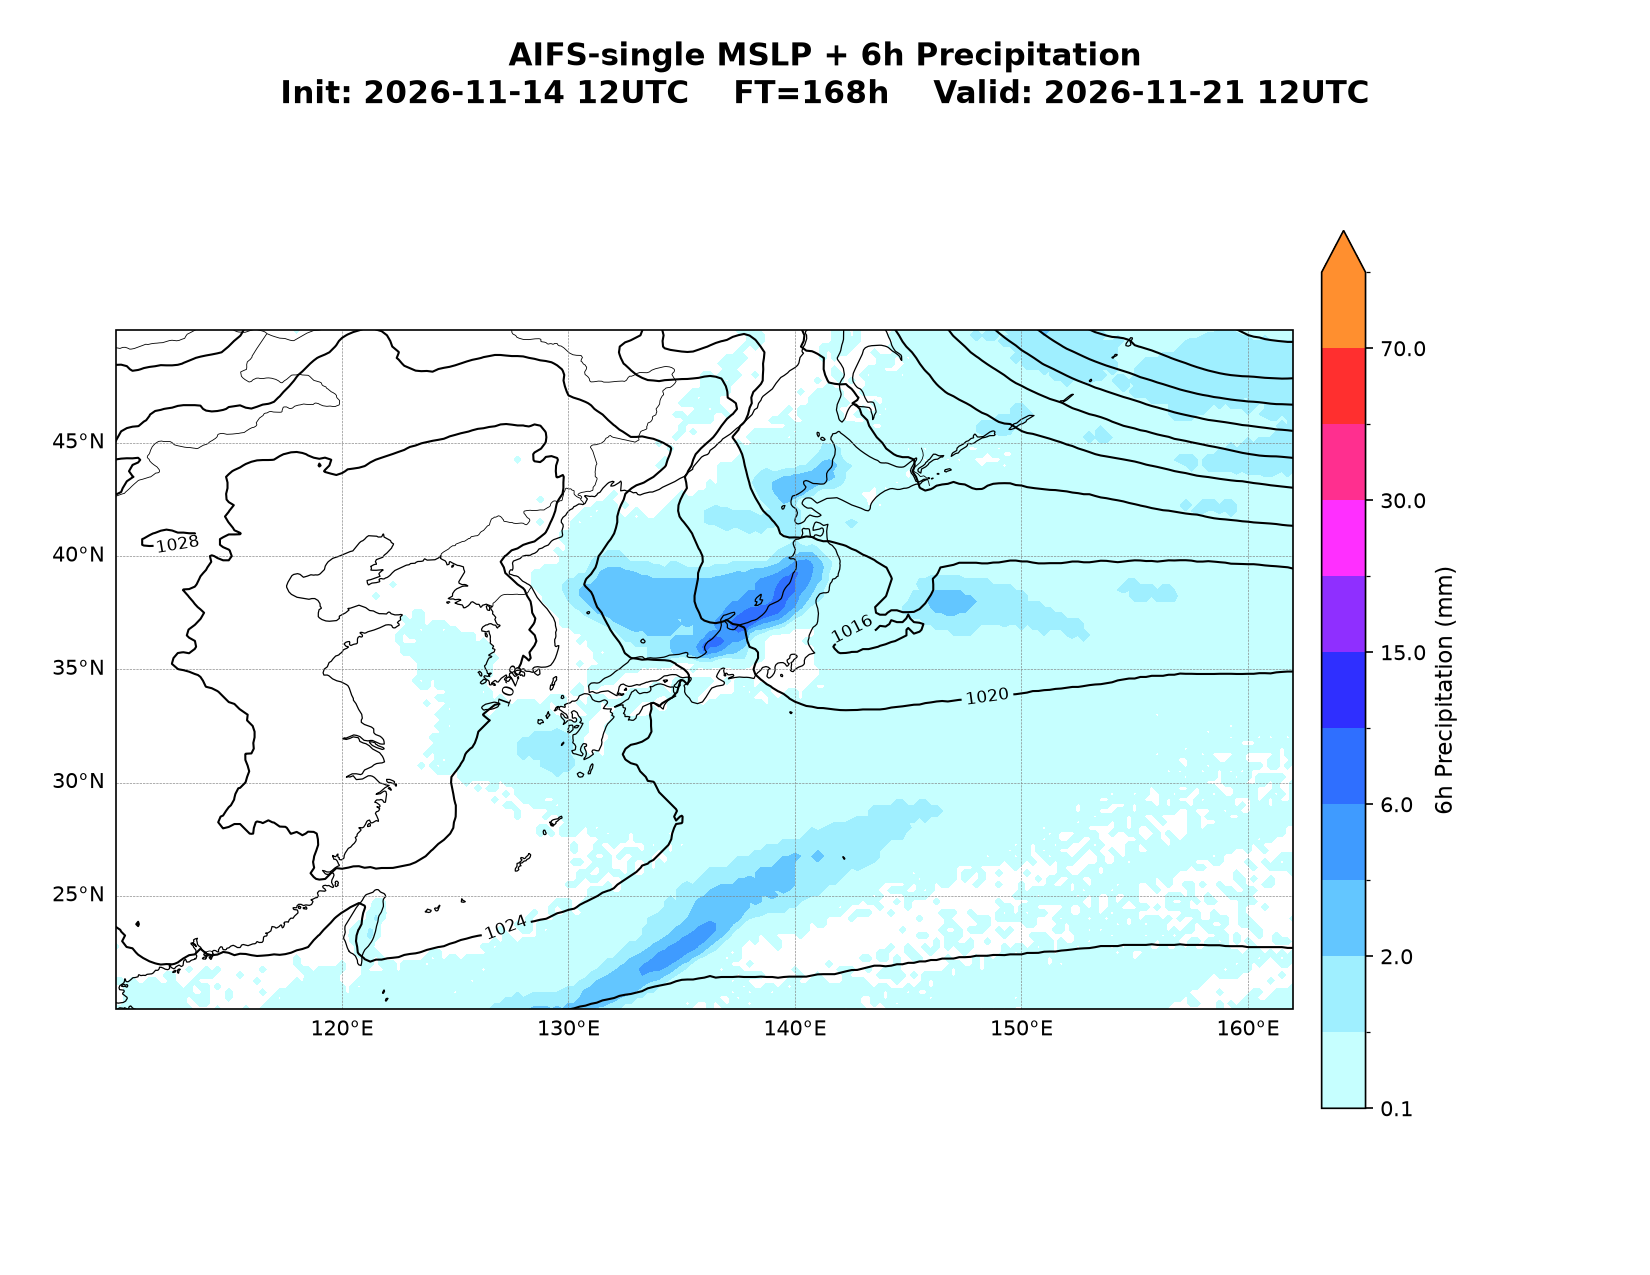 AIFS-single MSLP + 6h Precipitation
Init: 2026-11-14 12UTC    FT=168h    Valid: 2026-11-21 12UTC
45°N
40°N
35°N
30°N
25°N
120°E
130°E
140°E
150°E
160°E
1028
1016
1020
1024
70.0
30.0
15.0
6.0
2.0
0.1
6h Precipitation (mm)